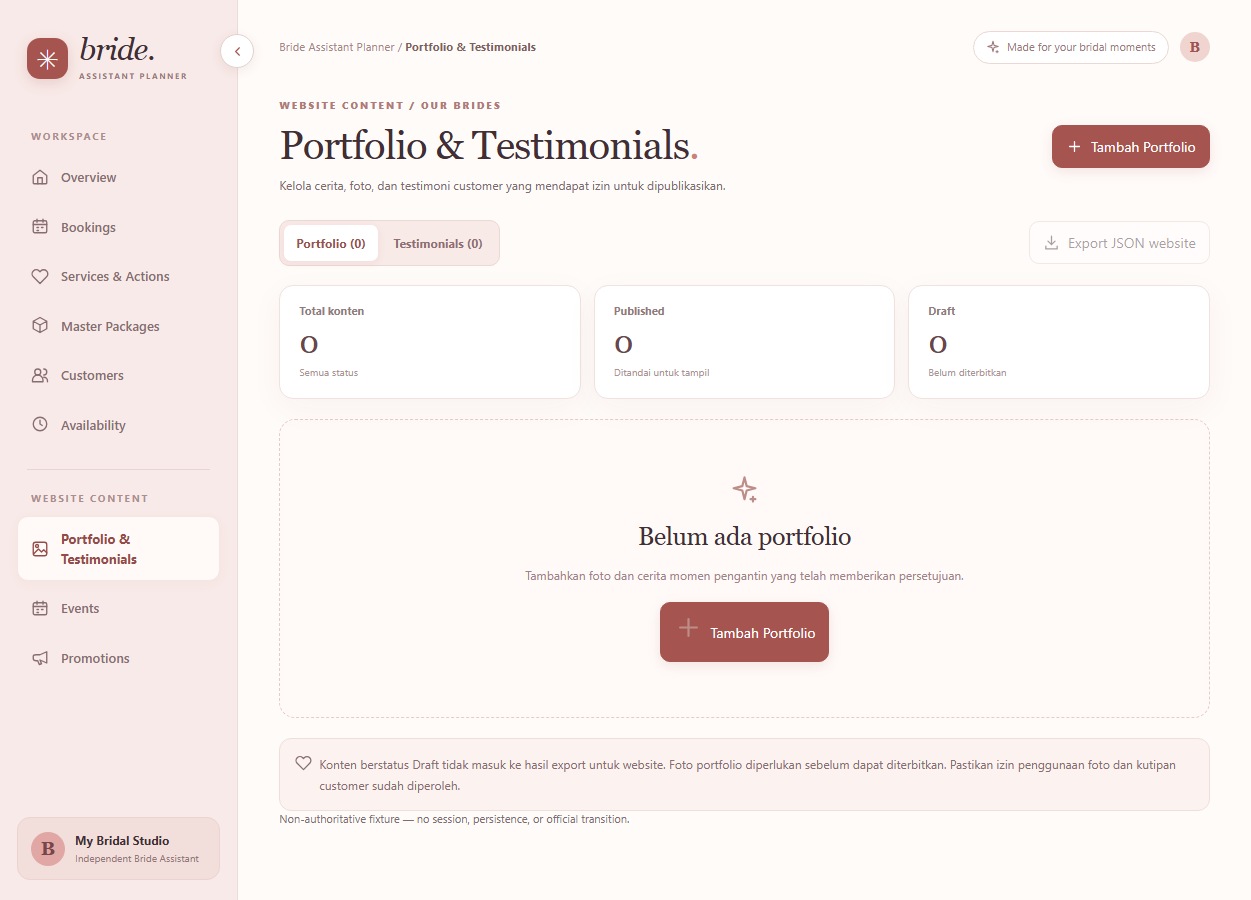 bride.
ASSISTANT PLANNER
WORKSPACE
Overview
Bookings
Services & Actions
Master Packages
Customers
Availability
WEBSITE CONTENT
Portfolio &
Testimonials
Events
Promotions
B
My Bridal Studio
Independent Bride Assistant
Bride Assistant Planner / Portfolio & Testimonials
Made for your bridal moments
B
WEBSITE CONTENT / OUR BRIDES
Portfolio & Testimonials.
Kelola cerita, foto, dan testimoni customer yang mendapat izin untuk dipublikasikan.
Tambah Portfolio
Portfolio (0)
Testimonials (0)
Export JSON website
Total konten
0
Semua status
Published
0
Ditandai untuk tampil
Draft
0
Belum diterbitkan
Belum ada portfolio
Tambahkan foto dan cerita momen pengantin yang telah memberikan persetujuan.
Tambah Portfolio
Konten berstatus Draft tidak masuk ke hasil export untuk website. Foto portfolio diperlukan sebelum dapat diterbitkan. Pastikan izin penggunaan foto dan kutipan
customer sudah diperoleh.
Non-authoritative fixture — no session, persistence, or official transition.